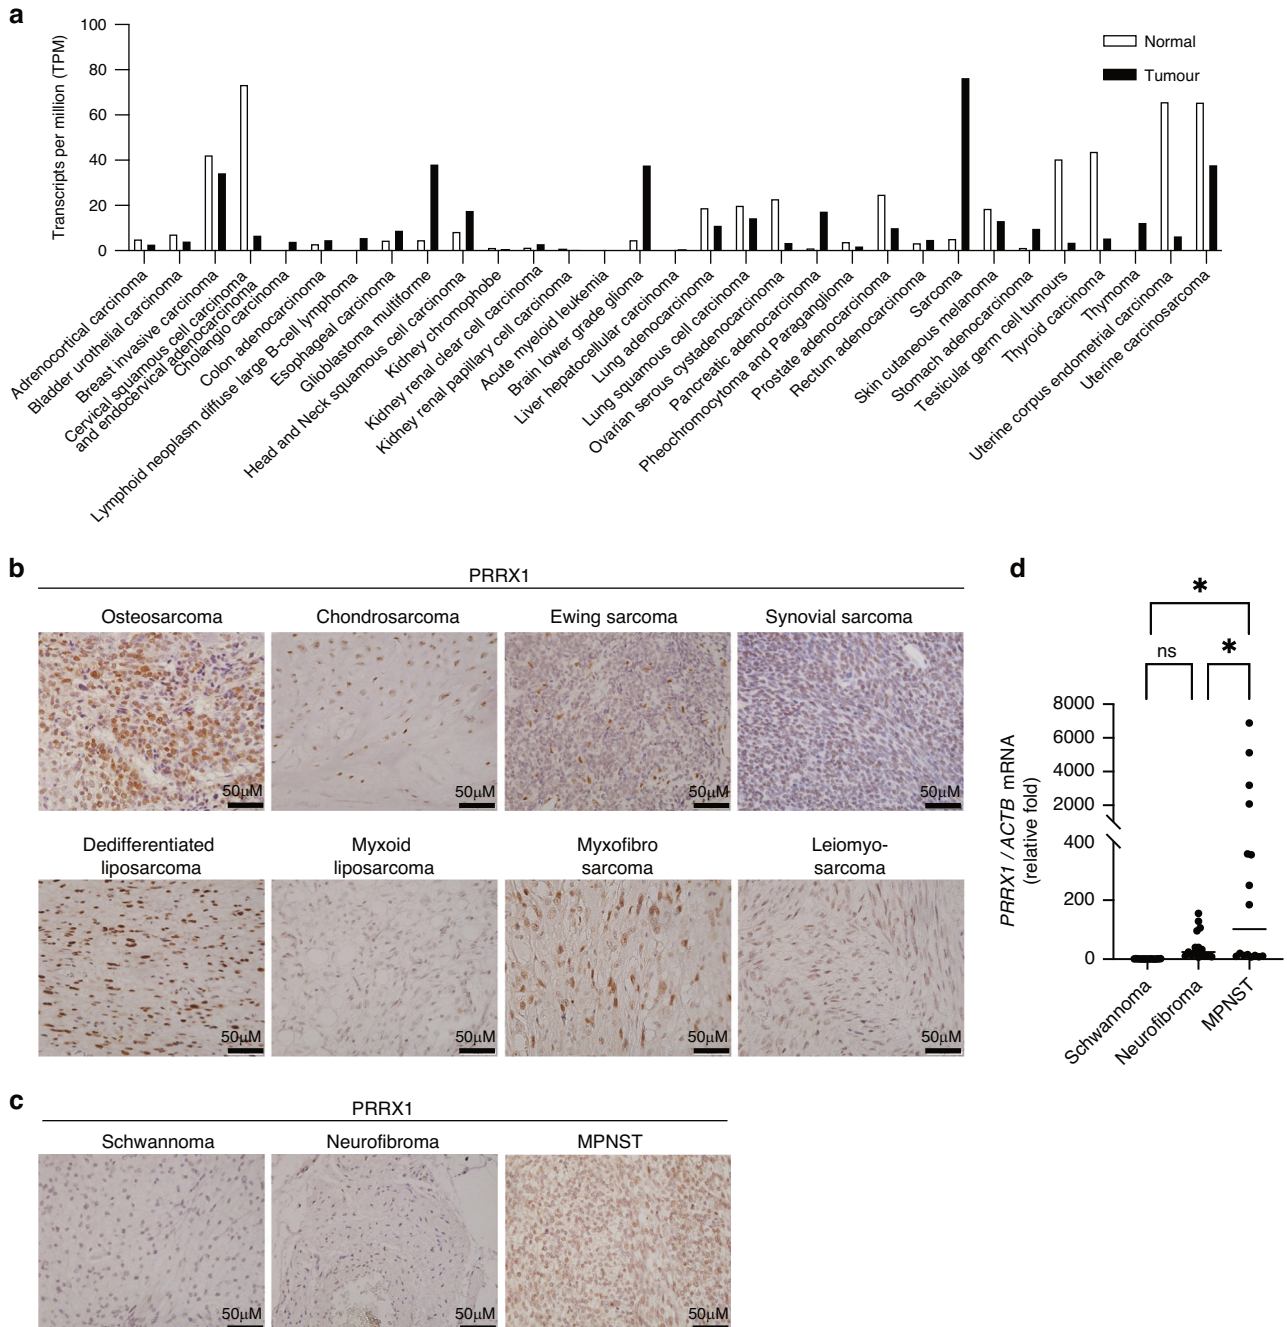 a
100
80
60
40
20
0
Transcripts per million (TPM)
Normal
Tumour
Adrenocortical carcinoma
Bladder urothelial carcinoma
Breast invasive carcinoma
Cervical squamous cell carcinoma
and endocervical adenocarcinoma
Cholangio carcinoma
Colon adenocarcinoma
Lymphoid neoplasm diffuse large B-cell lymphoma
Esophageal carcinoma
Glioblastoma multiforme
Head and Neck squamous cell carcinoma
Kidney chromophobe
Kidney renal clear cell carcinoma
Kidney renal papillary cell carcinoma
Acute myeloid leukemia
Brain lower grade glioma
Liver hepatocellular carcinoma
Lung adenocarcinoma
Lung squamous cell carcinoma
Ovarian serous cystadenocarcinoma
Pancreatic adenocarcinoma
Pheochromocytoma and Paraganglioma
Prostate adenocarcinoma
Rectum adenocarcinoma
Sarcoma
Skin cutaneous melanoma
Stomach adenocarcinoma
Testicular germ cell tumours
Thyroid carcinoma
Thymoma
Uterine corpus endometrial carcinoma
Uterine carcinosarcoma
b
PRRX1
Osteosarcoma
Chondrosarcoma
Ewing sarcoma
Synovial sarcoma
50µM
50µM
50µM
50µM
Dedifferentiated
liposarcoma
Myxoid
liposarcoma
Myxofibro
sarcoma
Leiomyo-
sarcoma
50µM
50µM
50µM
50µM
c
PRRX1
Schwannoma
Neurofibroma
MPNST
50µM
50µM
50µM
d
*
ns
*
8000
6000
4000
2000
400
200
0
PRRX1 / ACTB mRNA
(relative fold)
Schwannoma
Neurofibroma
MPNST